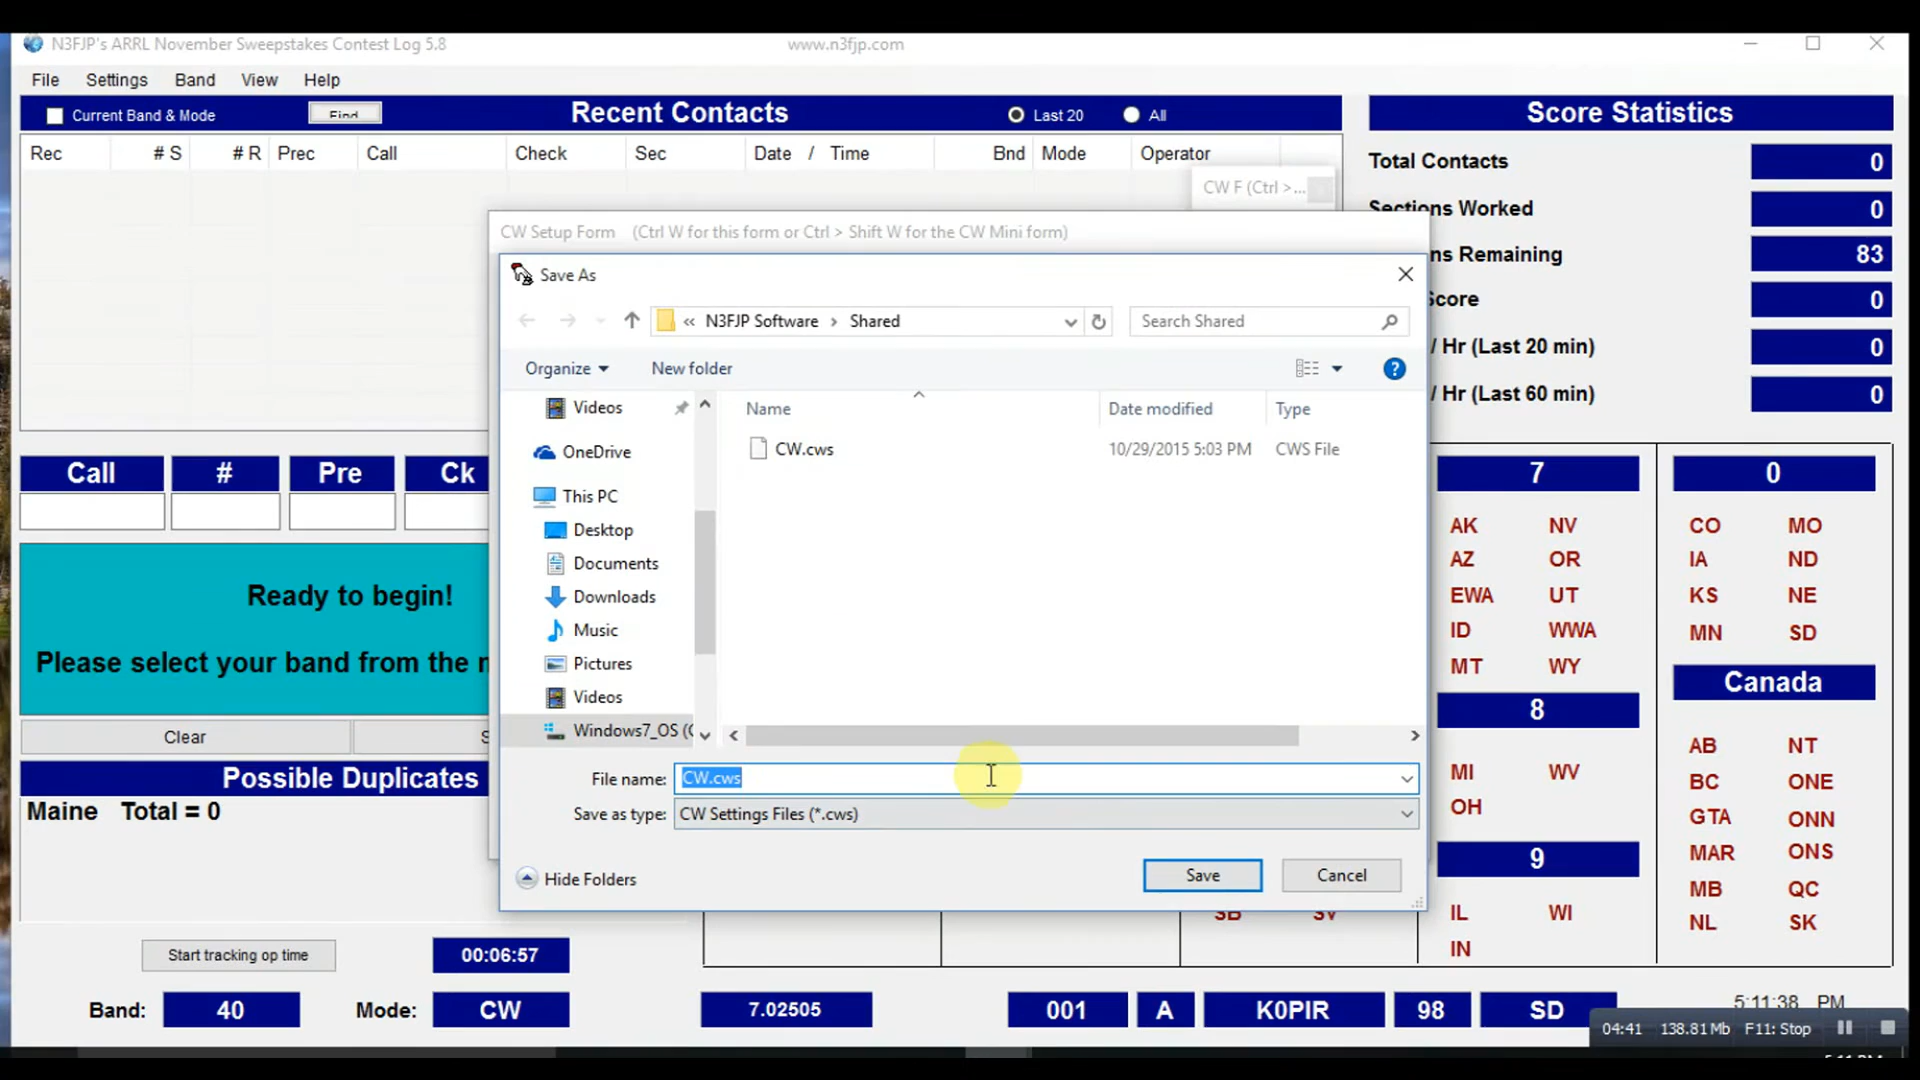 N3FJP's ARRL November Sweepstakes Contest Log 5.8 www.n3fjp.com
File Settings Band View Help
Current Band & Mode Find Recent Contacts Last 20 All Score Statistics
Rec # S # R Prec Call Check Sec Date / Time Bnd Mode Operator
Total Contacts 0
CW F (Ctrl >...
Sections Worked 0
CW Setup Form (Ctrl W for this form or Ctrl > Shift W for the CW Mini form)
ns Remaining 83
Save As
Score 0
« N3FJP Software › Shared Search Shared
/ Hr (Last 20 min) 0
Organize New folder
/ Hr (Last 60 min) 0
Videos Name Date modified Type
OneDrive CW.cws 10/29/2015 5:03 PM CWS File
Call # Pre Ck 7 0
This PC
Desktop AK NV CO MO
Documents AZ OR IA ND
Ready to begin! Downloads EWA UT KS NE
Music ID WWA MN SD
Please select your band from the Pictures MT WY
Canada
Videos 8
Clear Windows7_OS (C
AB NT
Possible Duplicates File name: CW.cws MI WV BC ONE
Maine Total = 0 Save as type: CW Settings Files (*.cws) OH GTA ONN
MAR ONS
Hide Folders Save Cancel 9
MB QC
IL WI NL SK
IN
Start tracking op time 00:06:57
Band: 40 Mode: CW 7.02505 001 A K0PIR 98 SD 5:11:38 PM
04:41 138.81Mb F11: Stop